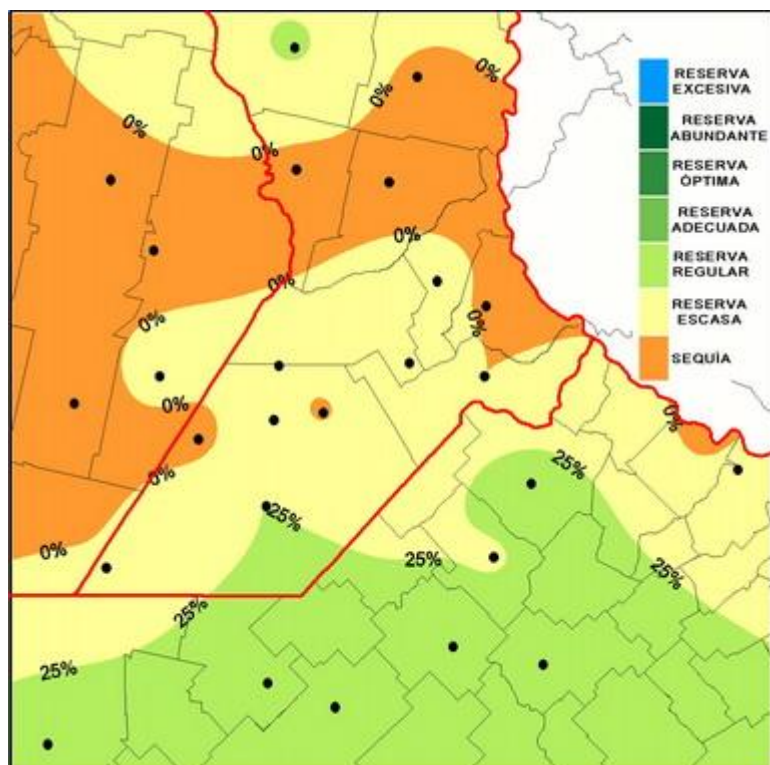 0%
0%
0%
0%
RESERVA
EXCESIVA
RESERVA
ABUNDANTE
RESERVA
ÓPTIMA
RESERVA
ADECUADA
RESERVA
REGULAR
RESERVA
ESCASA
SEQUÍA
0%
0%
0%
0%
0%
0%
0%
0%
25%
25%
25%
25%
25%
25%